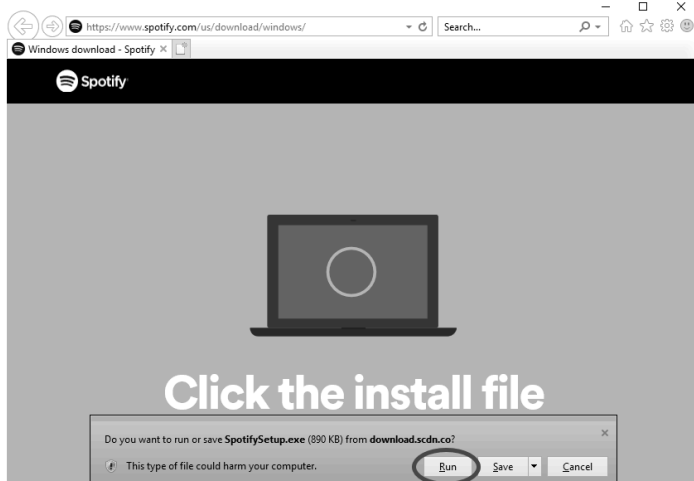 https://www.spotify.com/us/download/windows/
Search...
Windows download - Spotify
Spotify
Click the install file
Do you want to run or save SpotifySetup.exe (890 KB) from download.scdn.co?
This type of file could harm your computer.
Run Save Cancel